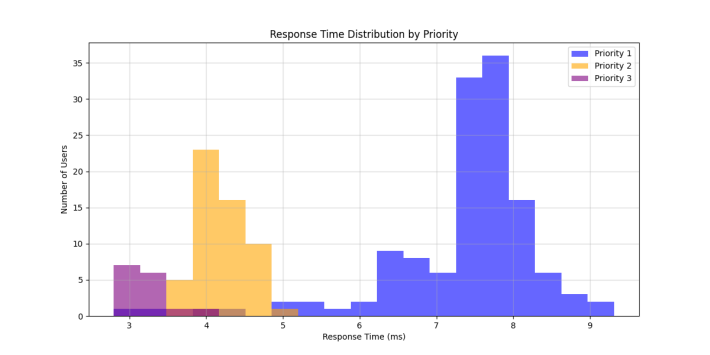 Response Time Distribution by Priority
Priority 1
Priority 2
Priority 3
35
30
25
20
15
10
5
0
Number of Users
3 4 5 6 7 8 9
Response Time (ms)